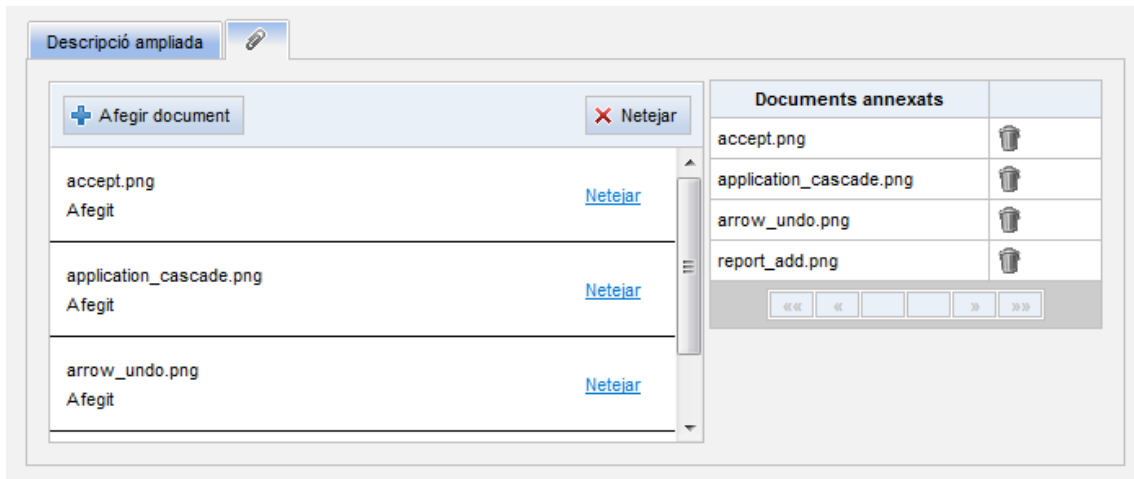 Descripció ampliada
Afegir document
Netejar
accept.png
Afegit
Netejar
application_cascade.png
Afegit
Netejar
arrow_undo.png
Afegit
Netejar
Documents annexats
accept.png
application_cascade.png
arrow_undo.png
report_add.png
«« « » »»